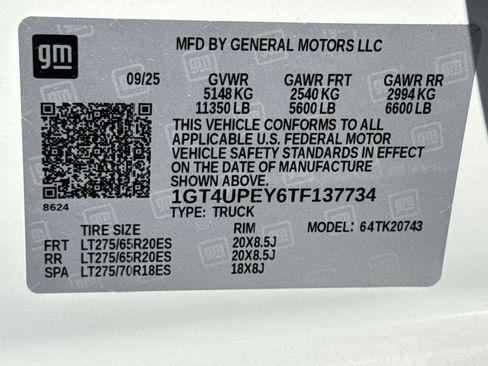 gm
MFD BY GENERAL MOTORS LLC
09/25 GVWR GAWR FRT GAWR RR
5148 KG 2540 KG 2994 KG
11350 LB 5600 LB 6600 LB
THIS VEHICLE CONFORMS TO ALL
APPLICABLE U.S. FEDERAL MOTOR
VEHICLE SAFETY STANDARDS IN EFFECT
ON THE DATE OF MANUFACTURE
SHOWN ABOVE.
8624
1GT4UPEY6TF137734
TYPE: TRUCK
TIRE SIZE RIM MODEL: 64TK20743
FRT LT275/65R20ES 20X8.5J
RR LT275/65R20ES 20X8.5J
SPA LT275/70R18ES 18X8J